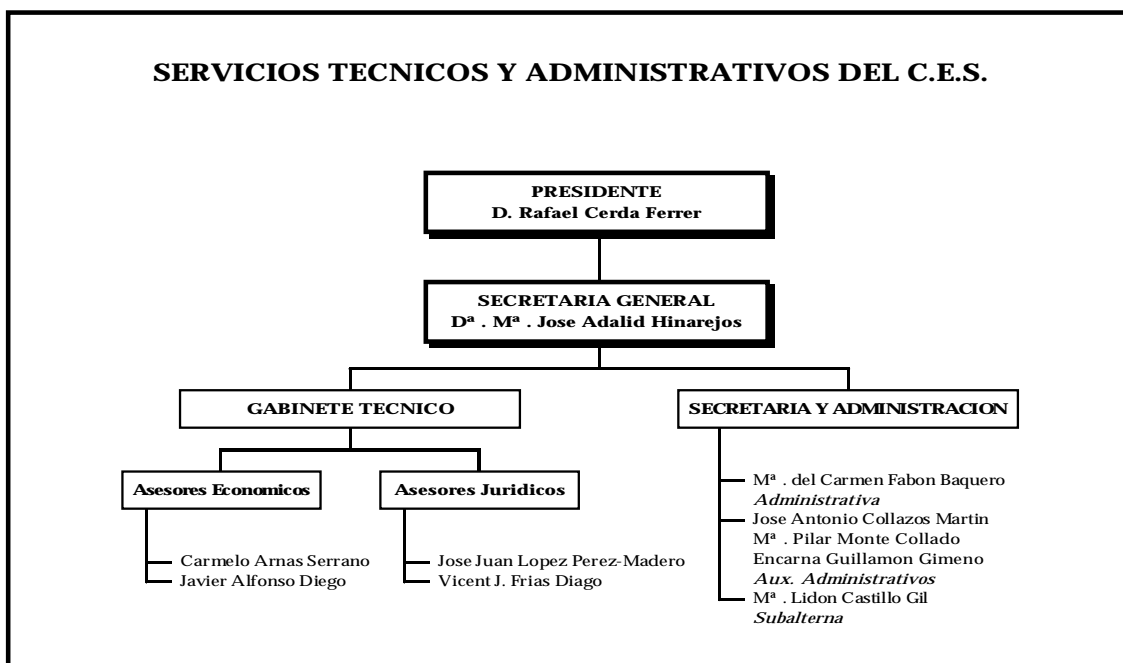 SERVICIOS TECNICOS Y ADMINISTRATIVOS DEL C.E.S.
PRESIDENTE
D. Rafael Cerda Ferrer
SECRETARIA GENERAL
Dª . Mª . Jose Adalid Hinarejos
GABINETE TECNICO
SECRETARIA Y ADMINISTRACION
Asesores Economicos
Asesores Juridicos
Carmelo Arnas Serrano
Javier Alfonso Diego
Jose Juan Lopez Perez-Madero
Vicent J. Frias Diago
Mª . del Carmen Fabon Baquero
Administrativa
Jose Antonio Collazos Martin
Mª . Pilar Monte Collado
Encarna Guillamon Gimeno
Aux. Administrativos
Mª . Lidon Castillo Gil
Subalterna